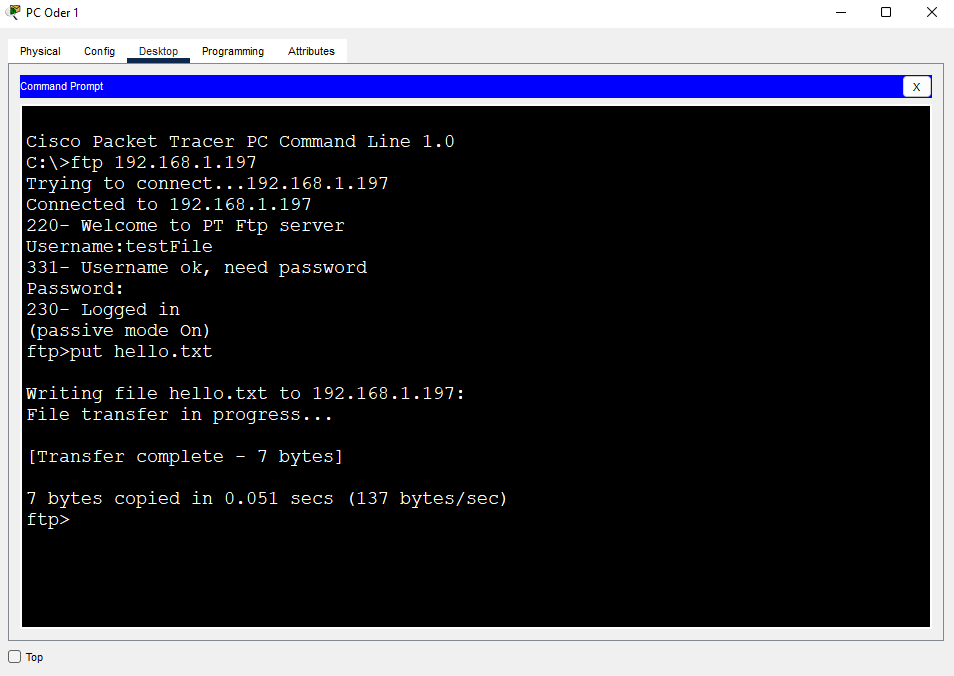 PC Oder 1
Physical Config Desktop Programming Attributes
Command Prompt
X
Cisco Packet Tracer PC Command Line 1.0
C:\>ftp 192.168.1.197
Trying to connect...192.168.1.197
Connected to 192.168.1.197
220- Welcome to PT Ftp server
Username:testFile
331- Username ok, need password
Password:
230- Logged in
(passive mode On)
ftp>put hello.txt
Writing file hello.txt to 192.168.1.197:
File transfer in progress...
[Transfer complete - 7 bytes]
7 bytes copied in 0.051 secs (137 bytes/sec)
ftp>
Top